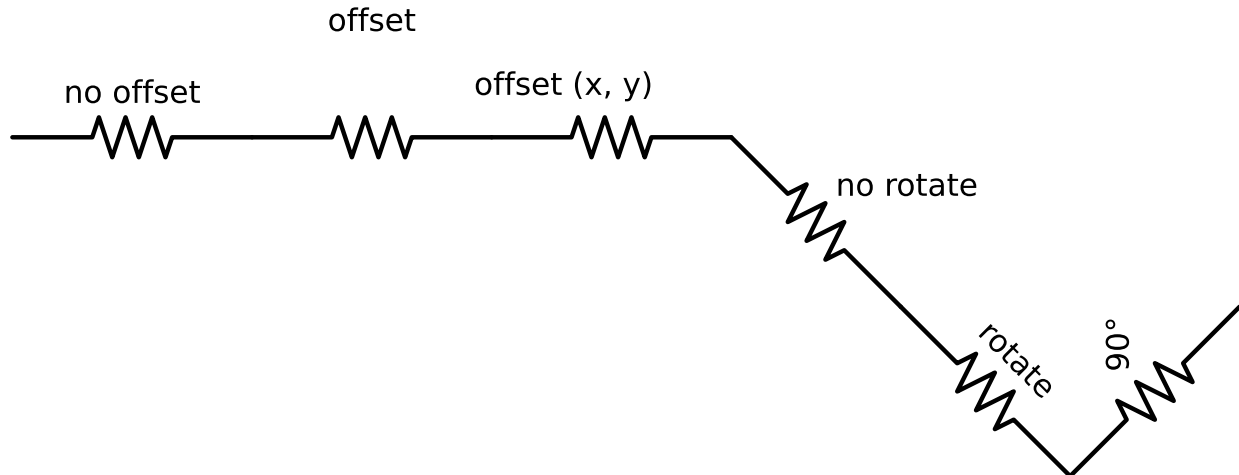 offset
no offset
offset (x, y)
no rotate
rotate
90°